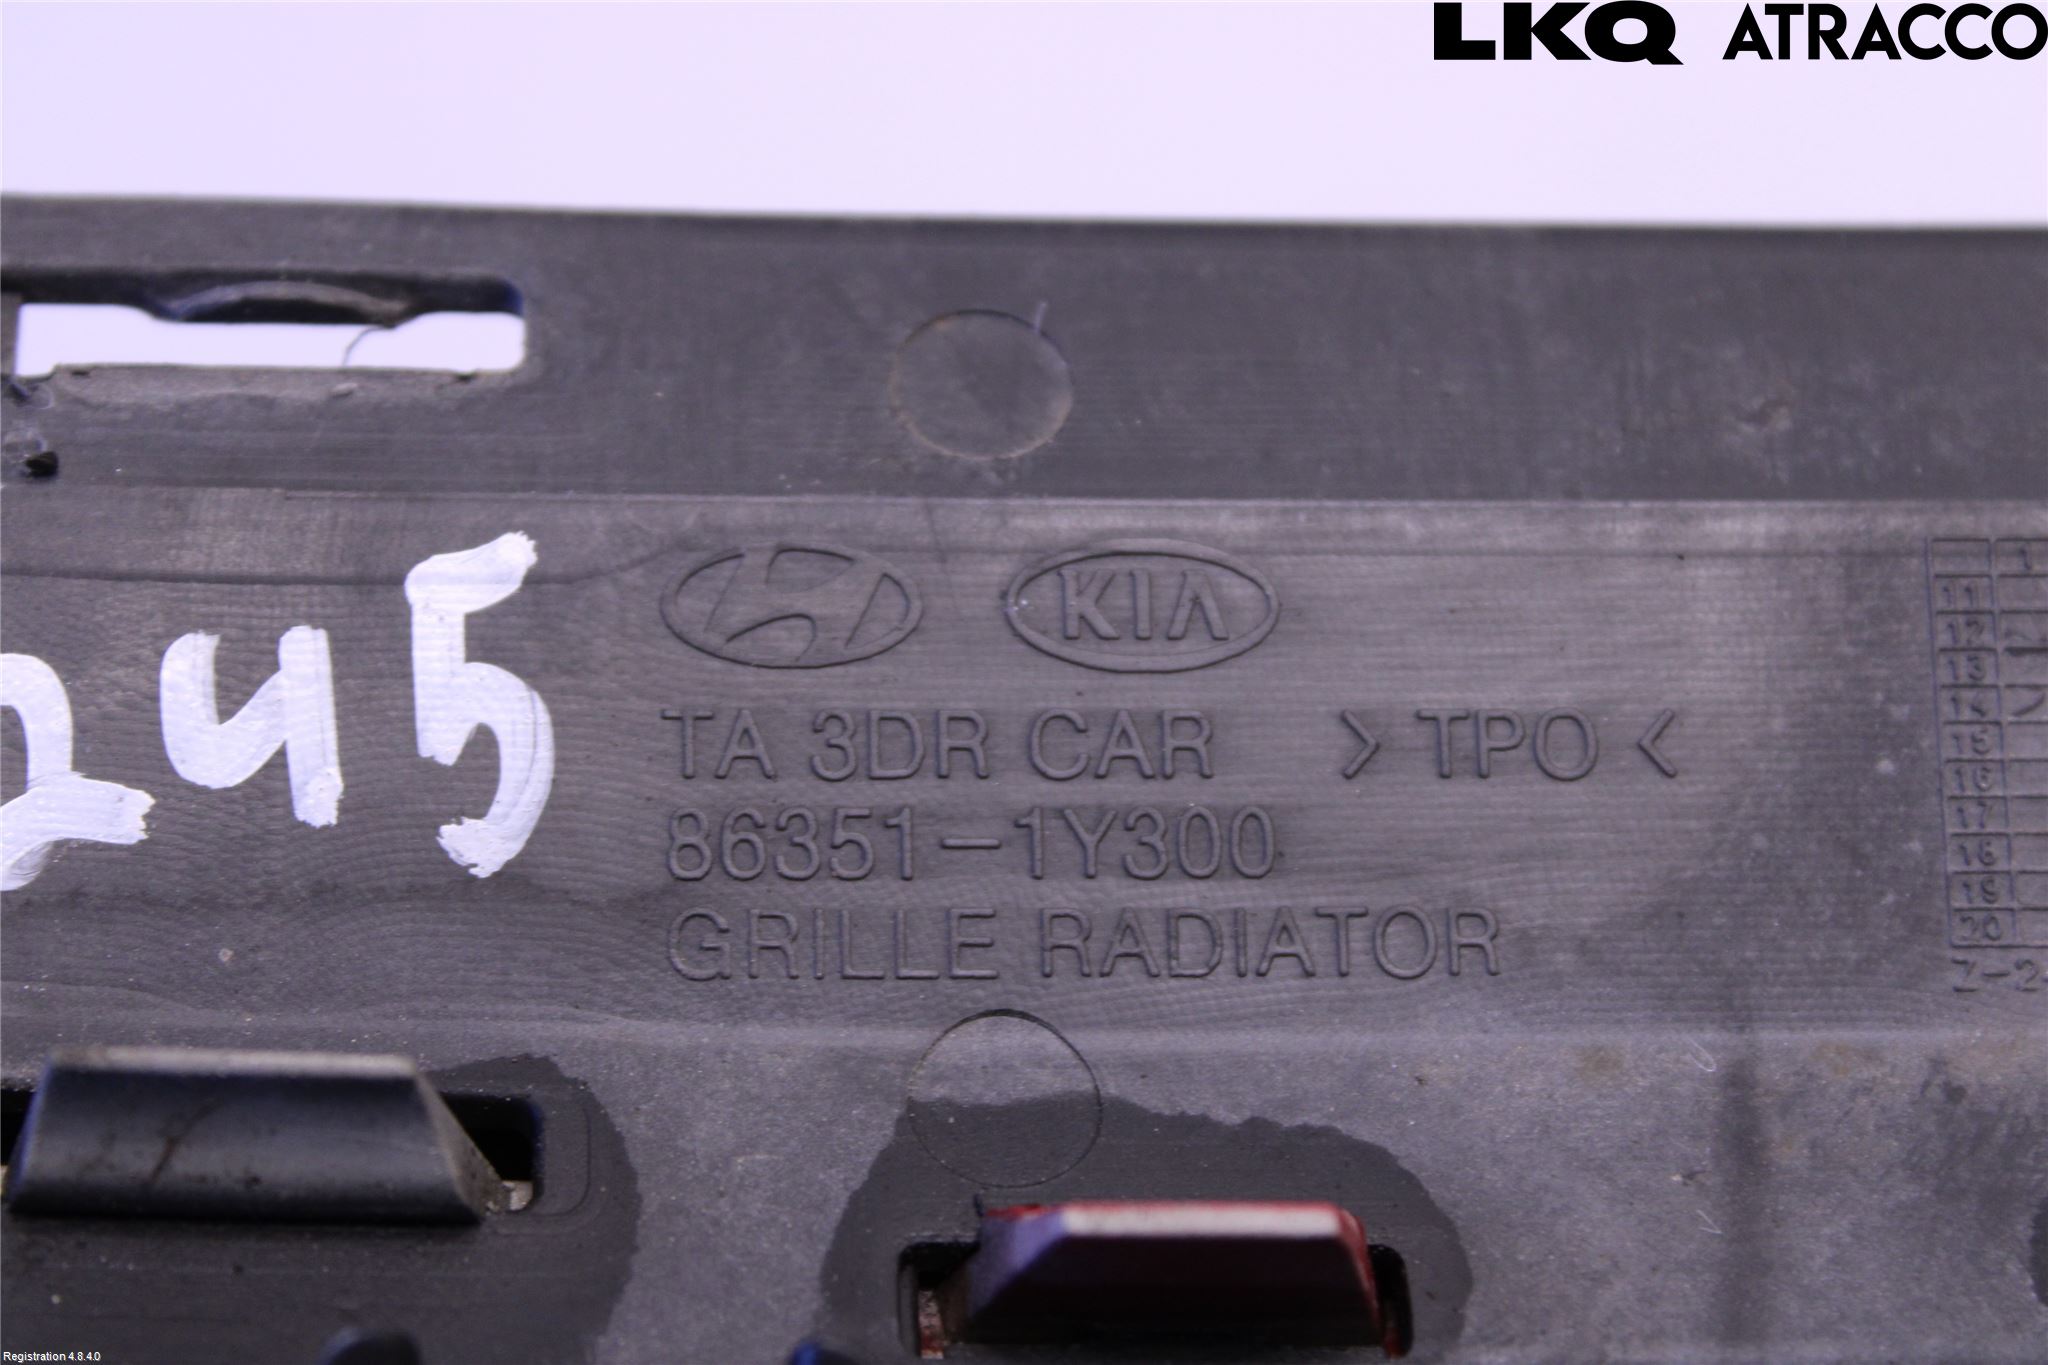 LKQ ATRACCO
245
KIA
TA 3DR CAR >TPO<
86351-1Y300
GRILLE RADIATOR
1
11
12
13
14
15
16
17
18
19
20
Registration 4.8.4.0